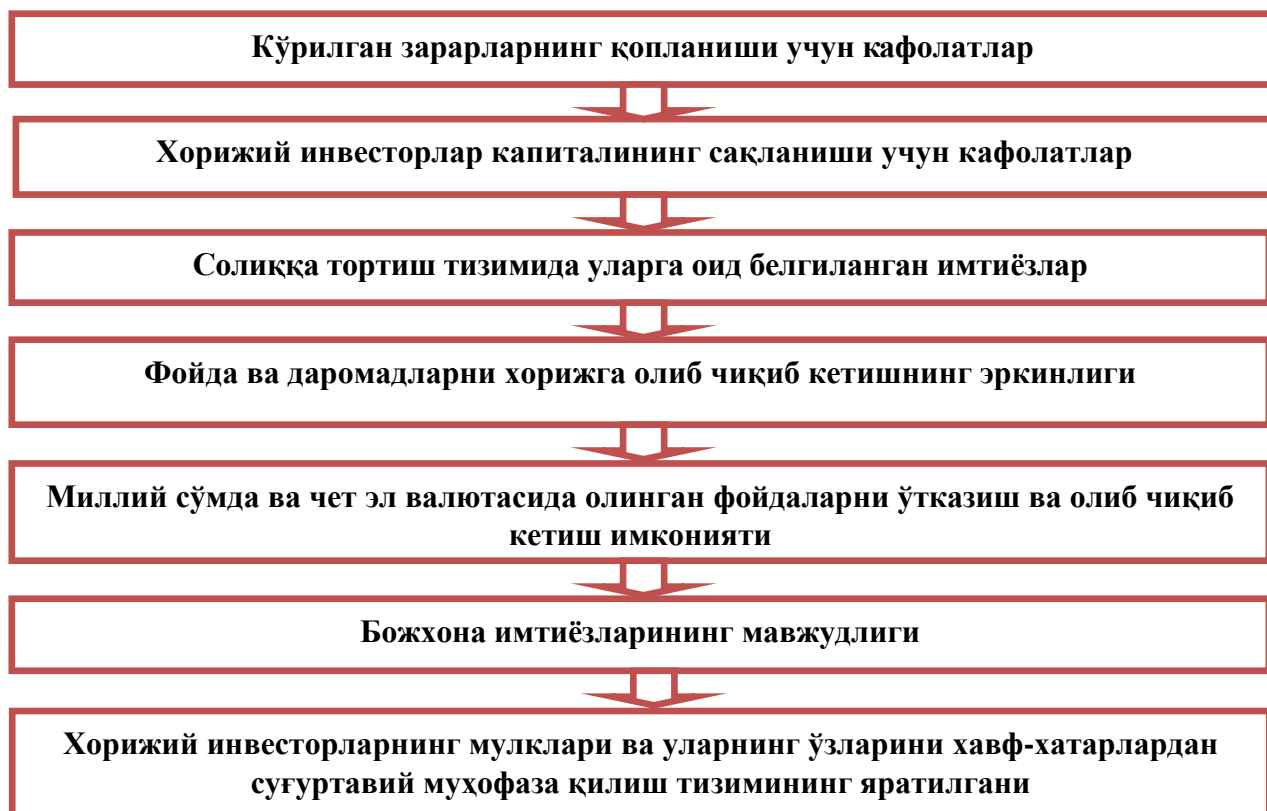 Кўрилган зарарларнинг қопланиши учун кафолатлар
Хорижий инвесторлар капиталининг сақланиши учун кафолатлар
Солиққа тортиш тизимида уларга оид белгиланган имтиёзлар
Фойда ва даромадларни хорижга олиб чиқиб кетишнинг эркинлиги
Миллий сўмда ва чет эл валютасида олинган фойдаларни ўтказиш ва олиб чиқиб
кетиш имконияти
Божхона имтиёзларининг мавжудлиги
Хорижий инвесторларнинг мулклари ва уларнинг ўзларини хавф-хатарлардан
суғуртавий муҳофаза қилиш тизимининг яратилгани